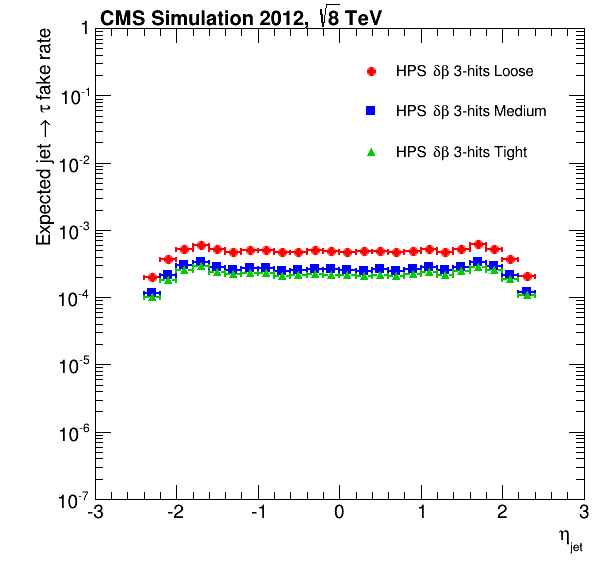 CMS Simulation 2012, √8 TeV
Expected jet → τ fake rate
HPS δβ 3-hits Loose
HPS δβ 3-hits Medium
HPS δβ 3-hits Tight
1
10⁻¹
10⁻²
10⁻³
10⁻⁴
10⁻⁵
10⁻⁶
10⁻⁷
-3 -2 -1 0 1 2 3
η_jet